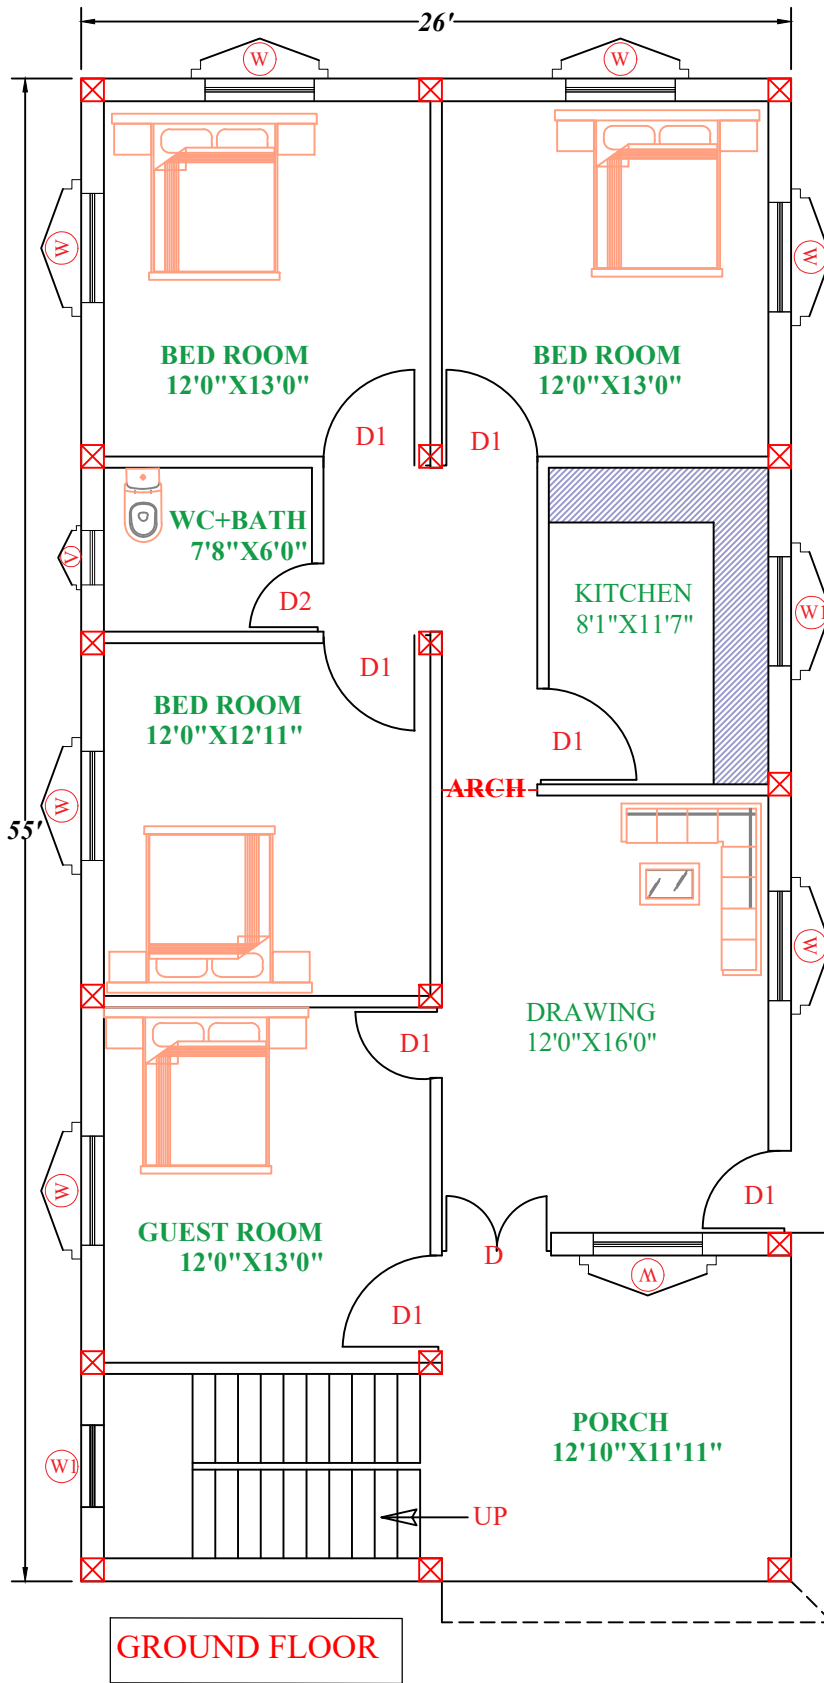 26'
W
W
W
W
BED ROOM
12'0"X13'0"
BED ROOM
12'0"X13'0"
D1
D1
WC+BATH
7'8"X6'0"
V
D2
KITCHEN
8'1"X11'7"
W1
D1
BED ROOM
12'0"X12'11"
D1
ARCH
W
55'
W
DRAWING
12'0"X16'0"
D1
W
D1
GUEST ROOM
12'0"X13'0"
D
W
D1
PORCH
12'10"X11'11"
W1
UP
GROUND FLOOR